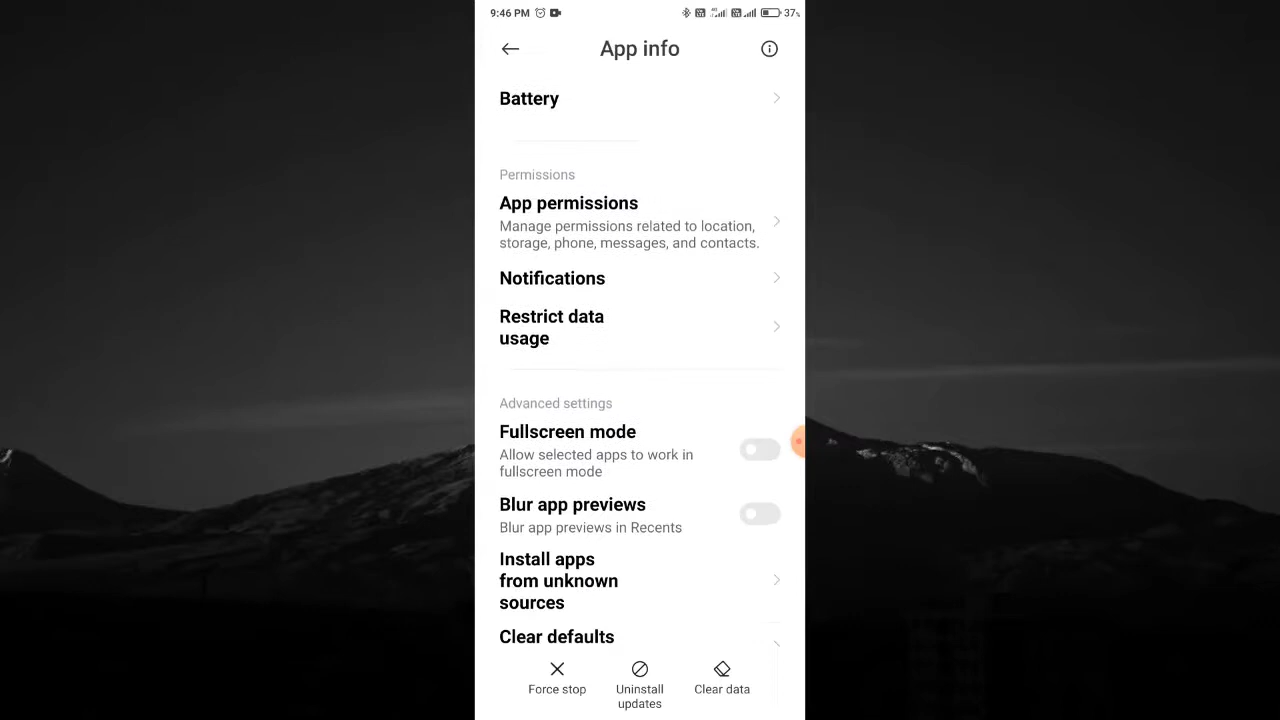 9:46 PM 37%
App info
Battery
Permissions
App permissions
Manage permissions related to location,
storage, phone, messages, and contacts.
Notifications
Restrict data
usage
Advanced settings
Fullscreen mode
Allow selected apps to work in
fullscreen mode
Blur app previews
Blur app previews in Recents
Install apps
from unknown
sources
Clear defaults
Force stop
Uninstall
updates
Clear data